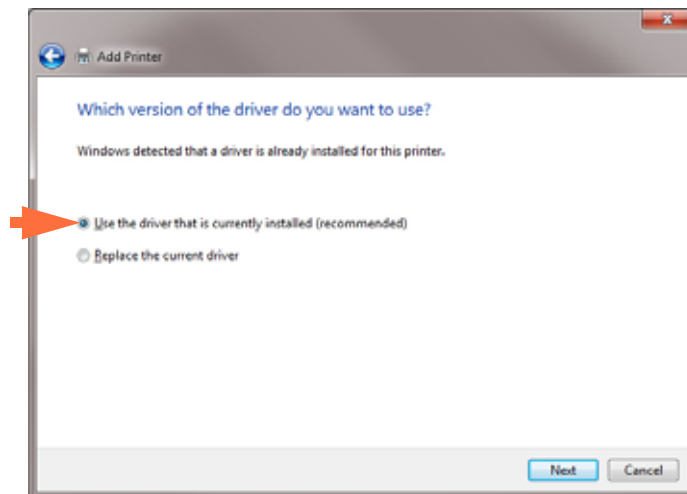 Add Printer
Which version of the driver do you want to use?
Windows detected that a driver is already installed for this printer.
Use the driver that is currently installed (recommended)
Replace the current driver
Next Cancel